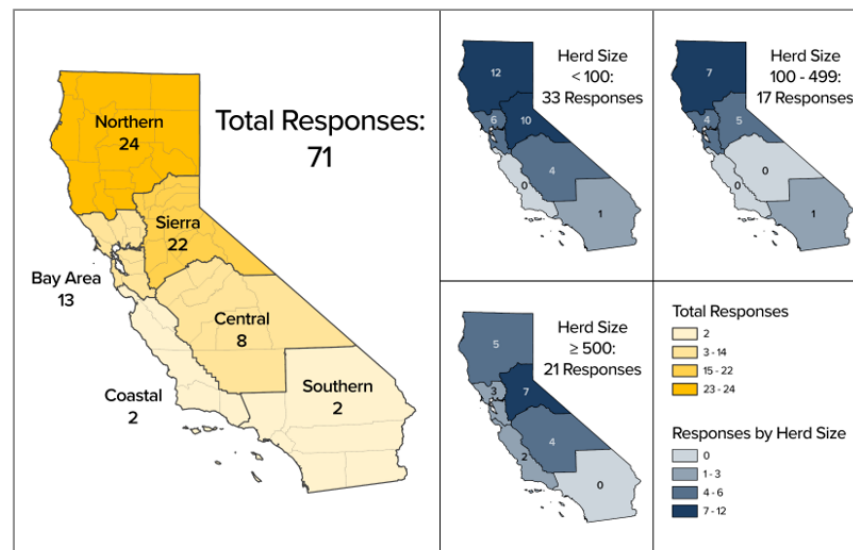 Total Responses:
71
Northern
24
Sierra
22
Bay Area
13
Central
8
Coastal
2
Southern
2
Herd Size
< 100:
33 Responses
12
6
10
4
0
1
Herd Size
100 - 499:
17 Responses
7
4
5
0
0
1
Herd Size
≥ 500:
21 Responses
5
3
7
4
2
0
Total Responses
2
3 - 14
15 - 22
23 - 24
Responses by Herd Size
0
1 - 3
4 - 6
7 - 12